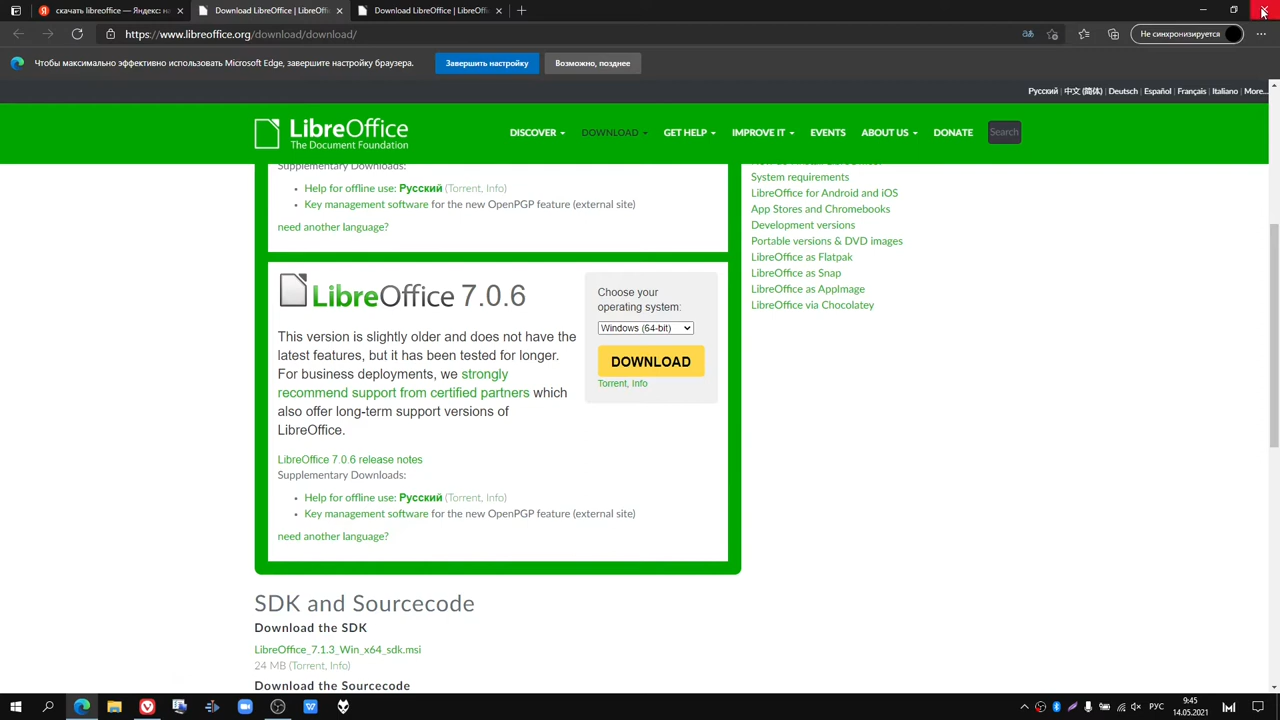 скачать libreoffice — Яндекс: н
Download LibreOffice | LibreOffi
Download LibreOffice | LibreOffi
https://www.libreoffice.org/download/download/
Не синхронизируется
Чтобы максимально эффективно использовать Microsoft Edge, завершите настройку браузера.
Завершить настройку
Возможно, позднее
Русский | 中文 (简体) | Deutsch | Español | Français | Italiano | More...
LibreOffice
The Document Foundation
DISCOVER DOWNLOAD GET HELP IMPROVE IT EVENTS ABOUT US DONATE Search
Supplementary Downloads:
Help for offline use: Русский (Torrent, Info)
Key management software for the new OpenPGP feature (external site)
need another language?
System requirements
LibreOffice for Android and iOS
App Stores and Chromebooks
Development versions
Portable versions & DVD images
LibreOffice as Flatpak
LibreOffice as Snap
LibreOffice as AppImage
LibreOffice via Chocolatey
LibreOffice 7.0.6
This version is slightly older and does not have the
latest features, but it has been tested for longer.
For business deployments, we strongly
recommend support from certified partners which
also offer long-term support versions of
LibreOffice.
Choose your
operating system:
Windows (64-bit)
DOWNLOAD
Torrent, Info
LibreOffice 7.0.6 release notes
Supplementary Downloads:
Help for offline use: Русский (Torrent, Info)
Key management software for the new OpenPGP feature (external site)
need another language?
SDK and Sourcecode
Download the SDK
LibreOffice_7.1.3_Win_x64_sdk.msi
24 MB (Torrent, Info)
Download the Sourcecode
РУС
9:45
14.05.2021